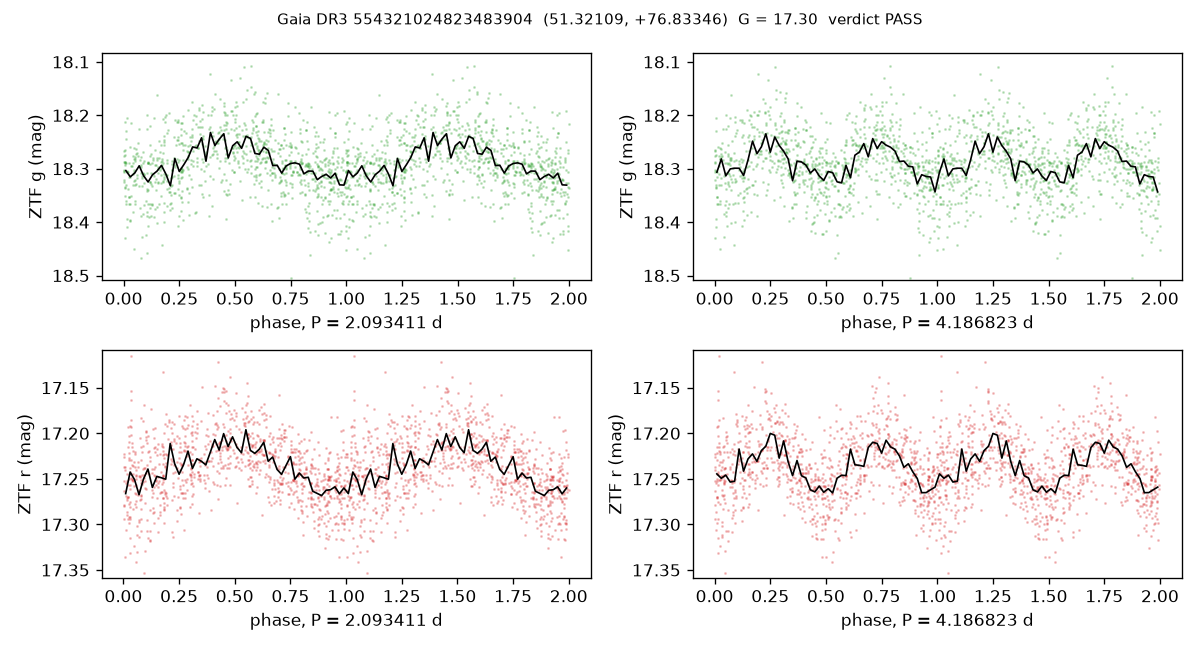 Gaia DR3 554321024823483904 (51.32109, +76.83346) G = 17.30 verdict PASS
ZTF g (mag)
18.1
18.2
18.3
18.4
18.5
0.00 0.25 0.50 0.75 1.00 1.25 1.50 1.75 2.00
phase, P = 2.093411 d
ZTF g (mag)
18.1
18.2
18.3
18.4
18.5
0.00 0.25 0.50 0.75 1.00 1.25 1.50 1.75 2.00
phase, P = 4.186823 d
ZTF r (mag)
17.15
17.20
17.25
17.30
17.35
0.00 0.25 0.50 0.75 1.00 1.25 1.50 1.75 2.00
phase, P = 2.093411 d
ZTF r (mag)
17.15
17.20
17.25
17.30
17.35
0.00 0.25 0.50 0.75 1.00 1.25 1.50 1.75 2.00
phase, P = 4.186823 d